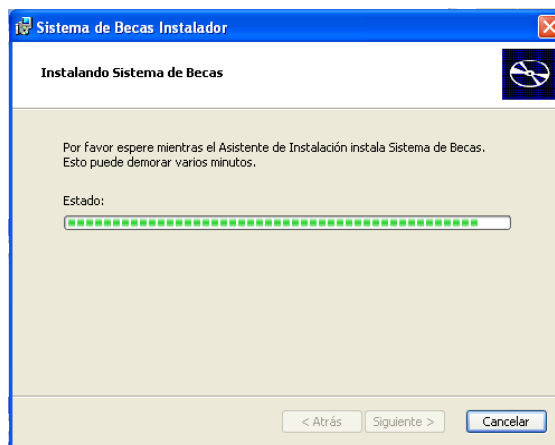 Sistema de Becas Instalador
Instalando Sistema de Becas
Por favor espere mientras el Asistente de Instalación instala Sistema de Becas.
Esto puede demorar varios minutos.
Estado:
< Atrás
Siguiente >
Cancelar